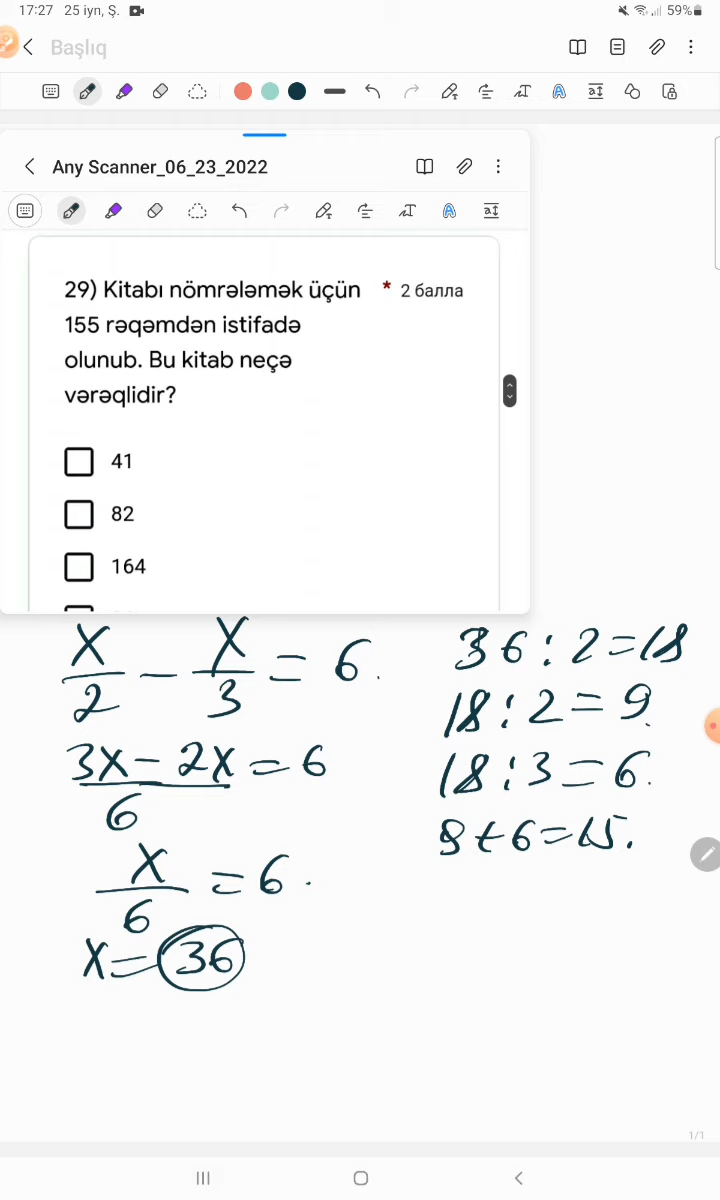 17:27 25 iyn, Ş. 59%
Başlıq
Any Scanner_06_23_2022
29) Kitabı nömrələmək üçün * 2 балла
155 rəqəmdən istifadə
olunub. Bu kitab neçə
vərəqlidir?
41
82
164
x/2 - x/3 = 6.
3x - 2x/6 = 6
x/6 = 6.
x = 36
36 : 2 = 18
18 : 2 = 9.
18 : 3 = 6.
9 + 6 = 15.
1/1